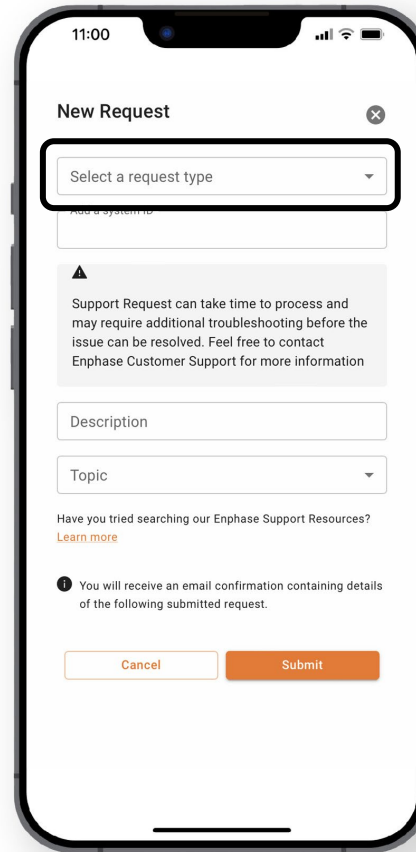 11:00
New Request
Select a request type
Add a system ID
Support Request can take time to process and
may require additional troubleshooting before the
issue can be resolved. Feel free to contact
Enphase Customer Support for more information
Description
Topic
Have you tried searching our Enphase Support Resources?
Learn more
You will receive an email confirmation containing details
of the following submitted request.
Cancel
Submit